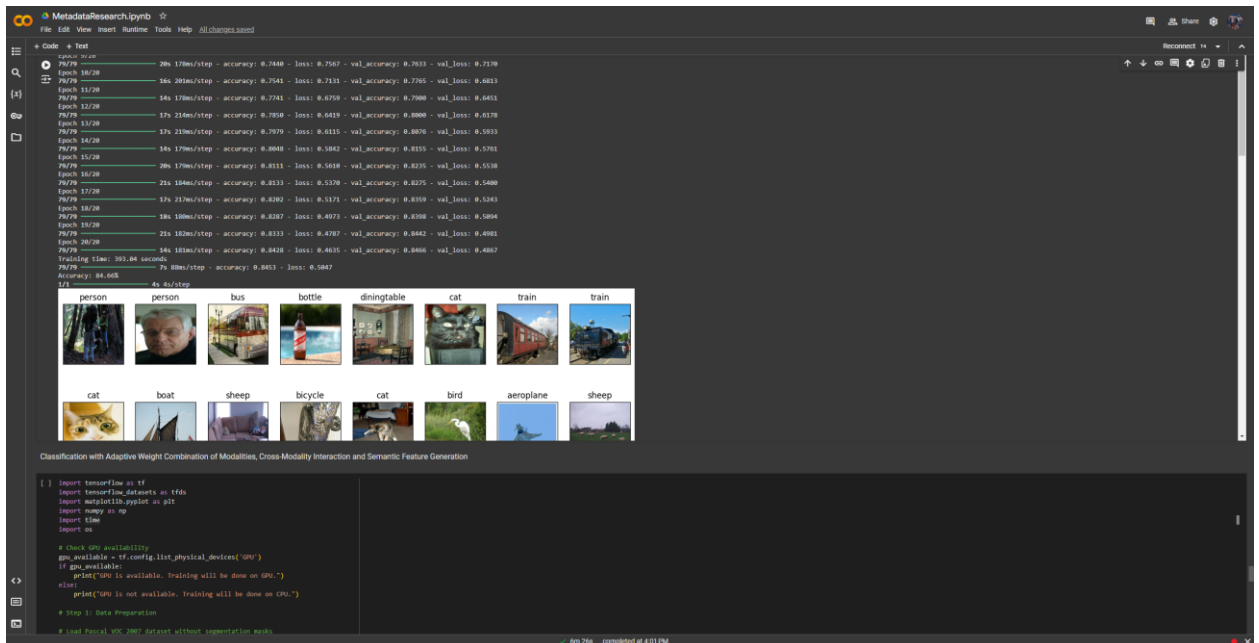 MetadataResearch.ipynb
Share
File Edit View Insert Runtime Tools Help All changes saved
+ Code + Text
Reconnect T4
Epoch 9/20
79/79 20s 178ms/step - accuracy: 0.7440 - loss: 0.7567 - val_accuracy: 0.7633 - val_loss: 0.7170
Epoch 10/20
79/79 16s 201ms/step - accuracy: 0.7541 - loss: 0.7131 - val_accuracy: 0.7765 - val_loss: 0.6813
Epoch 11/20
79/79 14s 178ms/step - accuracy: 0.7741 - loss: 0.6759 - val_accuracy: 0.7900 - val_loss: 0.6451
Epoch 12/20
79/79 17s 214ms/step - accuracy: 0.7850 - loss: 0.6419 - val_accuracy: 0.8000 - val_loss: 0.6178
Epoch 13/20
79/79 17s 219ms/step - accuracy: 0.7979 - loss: 0.6115 - val_accuracy: 0.8076 - val_loss: 0.5933
Epoch 14/20
79/79 14s 179ms/step - accuracy: 0.8048 - loss: 0.5842 - val_accuracy: 0.8155 - val_loss: 0.5761
Epoch 15/20
79/79 20s 179ms/step - accuracy: 0.8111 - loss: 0.5610 - val_accuracy: 0.8235 - val_loss: 0.5538
Epoch 16/20
79/79 21s 184ms/step - accuracy: 0.8133 - loss: 0.5370 - val_accuracy: 0.8275 - val_loss: 0.5400
Epoch 17/20
79/79 17s 217ms/step - accuracy: 0.8202 - loss: 0.5171 - val_accuracy: 0.8359 - val_loss: 0.5243
Epoch 18/20
79/79 18s 180ms/step - accuracy: 0.8287 - loss: 0.4973 - val_accuracy: 0.8398 - val_loss: 0.5094
Epoch 19/20
79/79 21s 182ms/step - accuracy: 0.8333 - loss: 0.4787 - val_accuracy: 0.8442 - val_loss: 0.4981
Epoch 20/20
79/79 14s 181ms/step - accuracy: 0.8428 - loss: 0.4635 - val_accuracy: 0.8466 - val_loss: 0.4867
Training time: 393.04 seconds
79/79 7s 88ms/step - accuracy: 0.8453 - loss: 0.5047
Accuracy: 84.66%
1/1 4s 4s/step
person person bus bottle diningtable cat train train
cat boat sheep bicycle cat bird aeroplane sheep
Classification with Adaptive Weight Combination of Modalities, Cross-Modality Interaction and Semantic Feature Generation
[ ] import tensorflow as tf
import tensorflow_datasets as tfds
import matplotlib.pyplot as plt
import numpy as np
import time
import os
# Check GPU availability
gpu_available = tf.config.list_physical_devices('GPU')
if gpu_available:
print("GPU is available. Training will be done on GPU.")
else:
print("GPU is not available. Training will be done on CPU.")
# Step 1: Data Preparation
# Load Pascal VOC 2007 dataset without segmentation masks
6m 26s completed at 4:01 PM